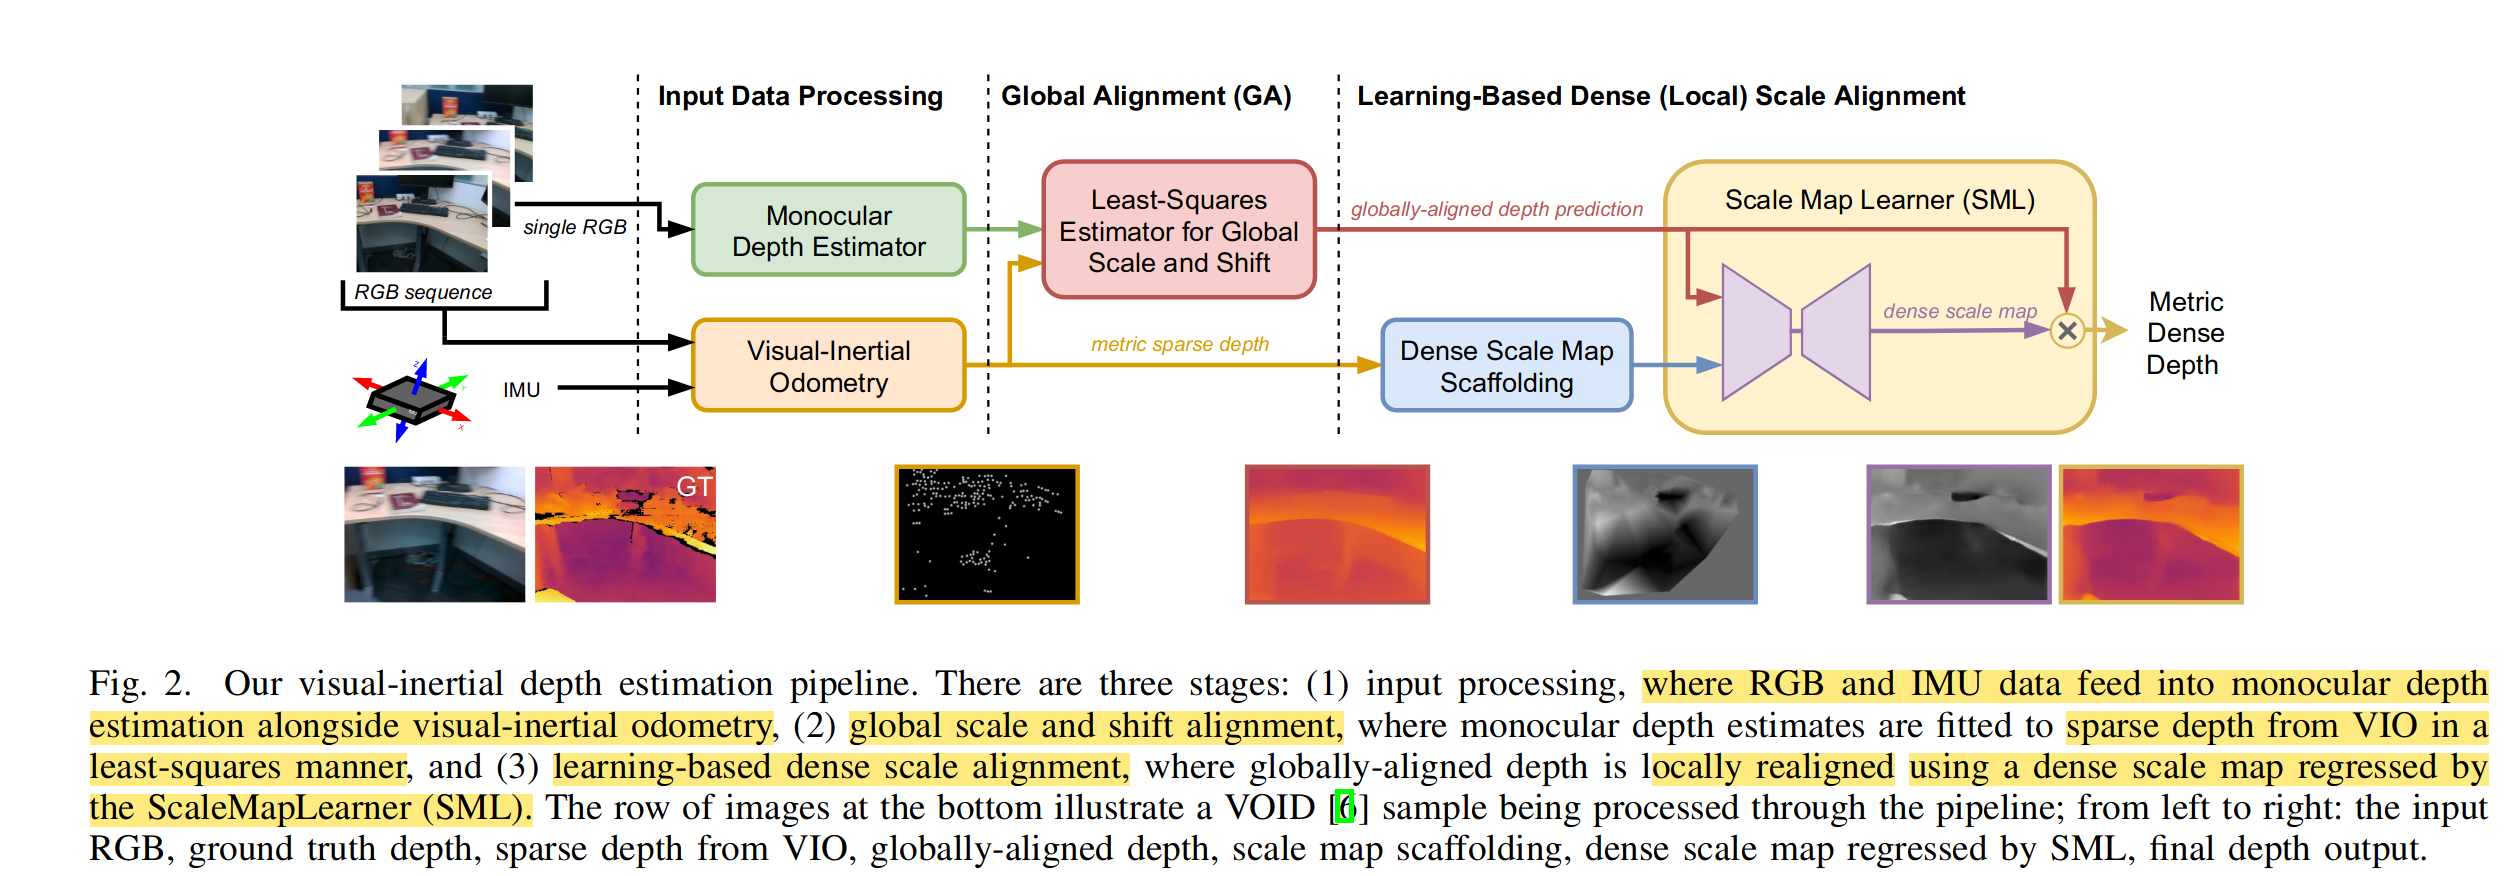 Input Data Processing
Global Alignment (GA)
Learning-Based Dense (Local) Scale Alignment
single RGB
Monocular
Depth Estimator
Least-Squares
Estimator for Global
Scale and Shift
globally-aligned depth prediction
Scale Map Learner (SML)
RGB sequence
dense scale map
Metric
Dense
Depth
IMU
Visual-Inertial
Odometry
metric sparse depth
Dense Scale Map
Scaffolding
Z
Y
X
GT
Fig. 2. Our visual-inertial depth estimation pipeline. There are three stages: (1) input processing, where RGB and IMU data feed into monocular depth
estimation alongside visual-inertial odometry, (2) global scale and shift alignment, where monocular depth estimates are fitted to sparse depth from VIO in a
least-squares manner, and (3) learning-based dense scale alignment, where globally-aligned depth is locally realigned using a dense scale map regressed by
the ScaleMapLearner (SML). The row of images at the bottom illustrate a VOID [6] sample being processed through the pipeline; from left to right: the input
RGB, ground truth depth, sparse depth from VIO, globally-aligned depth, scale map scaffolding, dense scale map regressed by SML, final depth output.